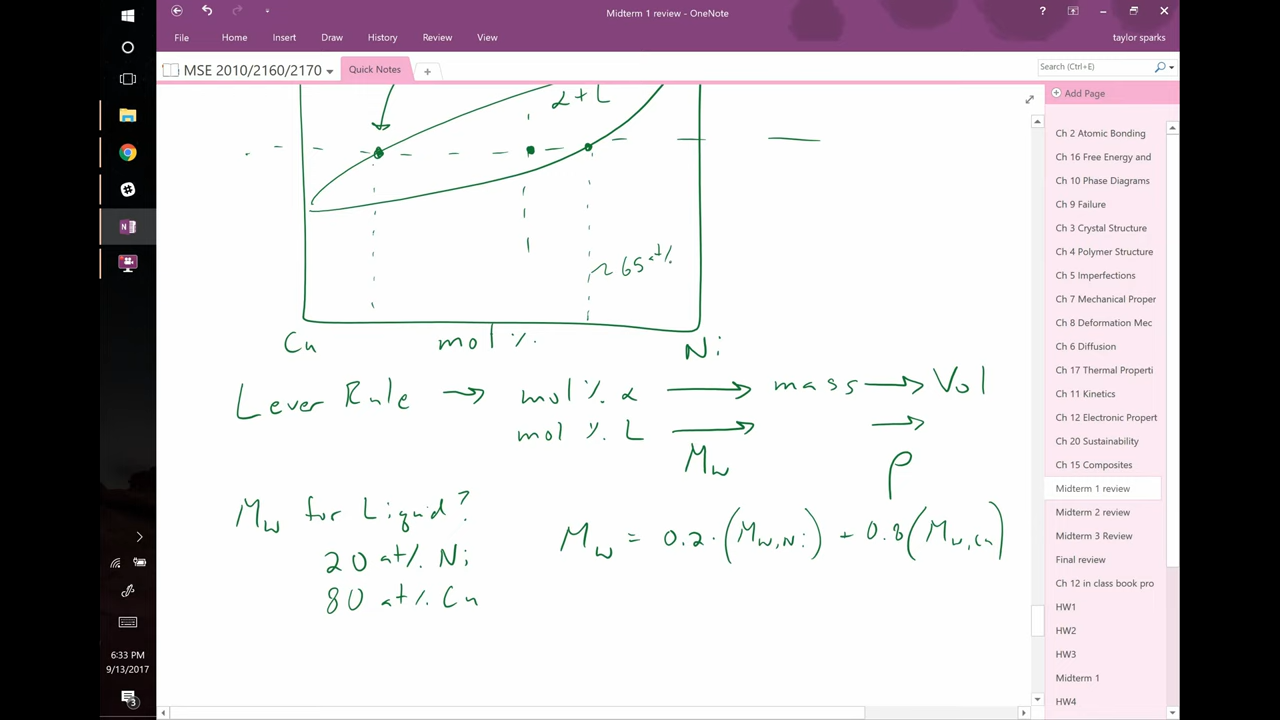 Midterm 1 review - OneNote
taylor sparks
File Home Insert Draw History Review View
MSE 2010/2160/2170
Quick Notes
Search (Ctrl+E)
Add Page
Ch 2 Atomic Bonding
Ch 16 Free Energy and
Ch 10 Phase Diagrams
Ch 9 Failure
Ch 3 Crystal Structure
Ch 4 Polymer Structure
Ch 5 Imperfections
Ch 7 Mechanical Proper
Ch 8 Deformation Mec
Ch 6 Diffusion
Ch 17 Thermal Properti
Ch 11 Kinetics
Ch 12 Electronic Propert
Ch 20 Sustainability
Ch 15 Composites
Midterm 1 review
Midterm 2 review
Midterm 3 Review
Final review
Ch 12 in class book pro
HW1
HW2
HW3
Midterm 1
HW4
α + L
~ 65 at%
Cu mol % Ni
Lever Rule → mol % α → mass → Vol
mol % L → →
Mw ρ
Mw for Liquid?
20 at% Ni
80 at% Cu
Mw = 0.2·(Mw,Ni) + 0.8(Mw,Cu)
6:33 PM
9/13/2017
3